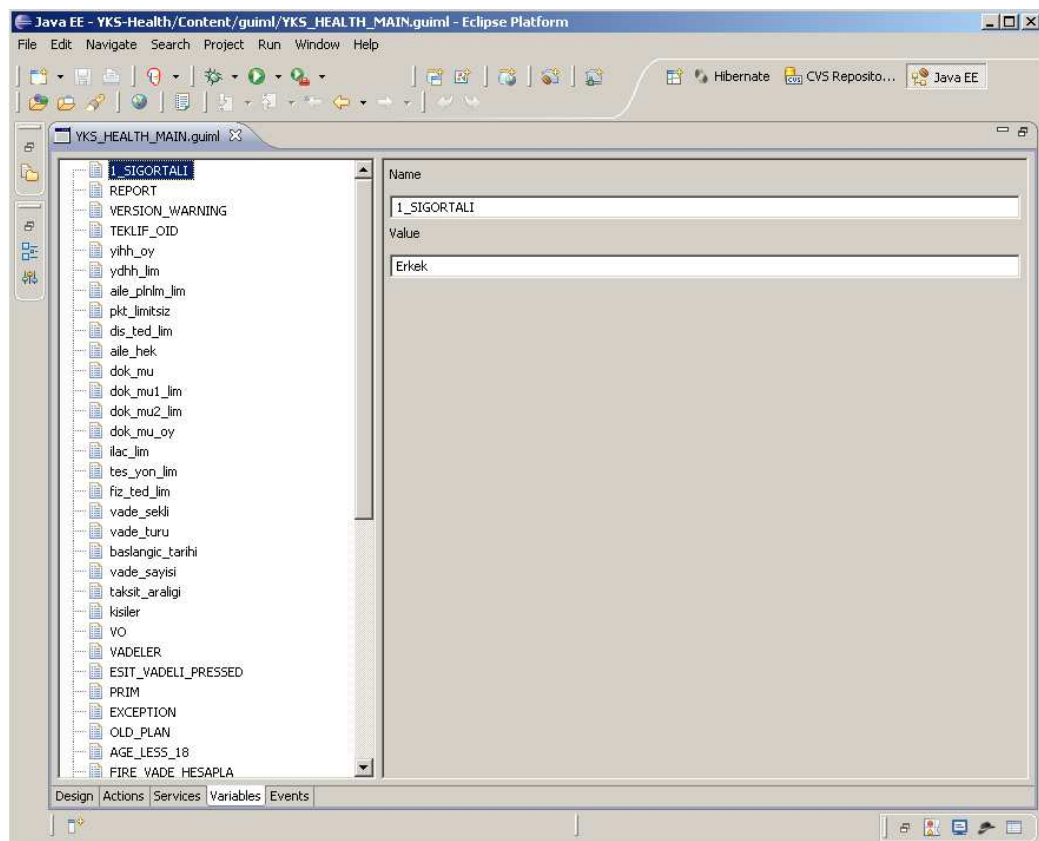 Java EE - YKS-Health/Content/guiml/YKS_HEALTH_MAIN.guiml - Eclipse Platform
File Edit Navigate Search Project Run Window Help
Hibernate CVS Reposito... Java EE
YKS_HEALTH_MAIN.guiml
1_SIGORTALI
REPORT
VERSION_WARNING
TEKLIF_OID
yihh_oy
ydhh_lim
aile_plnlm_lim
pkt_limitsiz
dis_ted_lim
aile_hek
dok_mu
dok_mu1_lim
dok_mu2_lim
dok_mu_oy
ilac_lim
tes_yon_lim
fiz_ted_lim
vade_sekli
vade_turu
baslangic_tarihi
vade_sayisi
taksit_araligi
kisiler
VO
VADELER
ESIT_VADELI_PRESSED
PRIM
EXCEPTION
OLD_PLAN
AGE_LESS_18
FIRE_VADE_HESAPLA
Name
1_SIGORTALI
Value
Erkek
Design Actions Services Variables Events